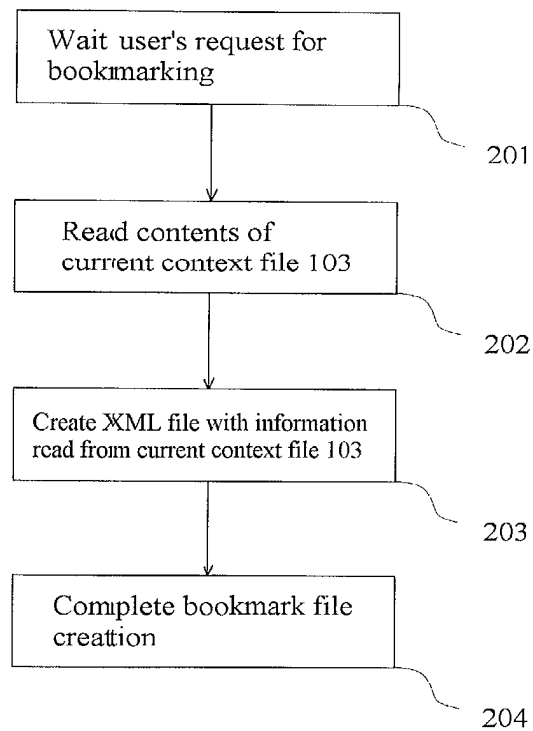 Wait user's request for
bookmarking
201
Read contents of
current context file 103
202
Create XML file with information
read from current context file 103
203
Complete bookmark file
creation
204